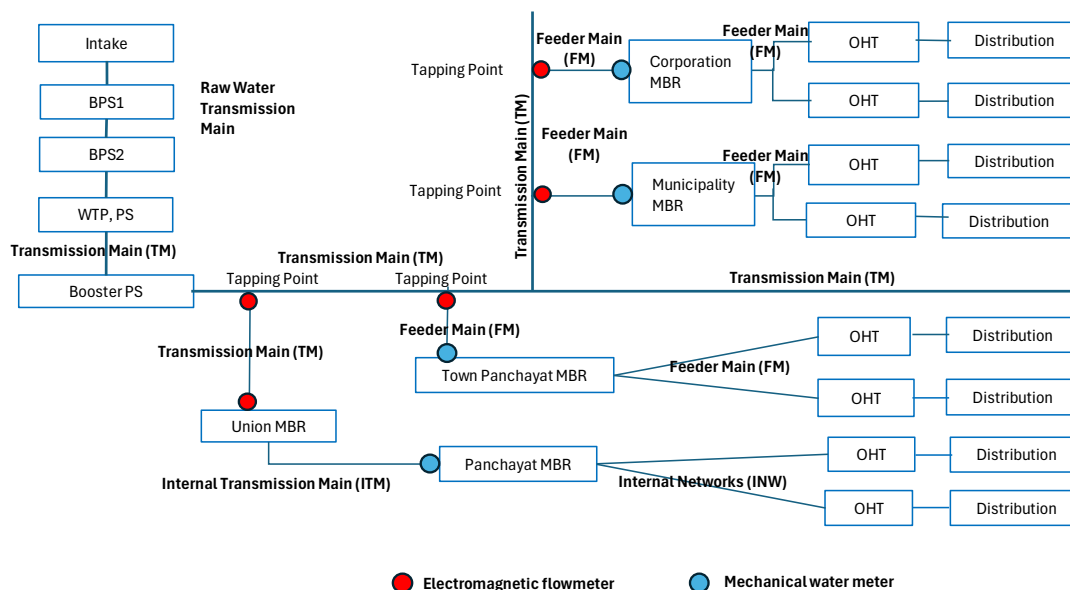 Intake
BPS1
BPS2
WTP, PS
Transmission Main (TM)
Booster PS
Raw Water
Transmission
Main
Tapping Point
Feeder Main
(FM)
Corporation
MBR
Feeder Main
(FM)
OHT
Distribution
OHT
Distribution
Transmission Main (TM)
Tapping Point
Feeder Main
(FM)
Municipality
MBR
Feeder Main
(FM)
OHT
Distribution
OHT
Distribution
Transmission Main (TM)
Tapping Point
Tapping Point
Transmission Main (TM)
Transmission Main (TM)
Feeder Main (FM)
Town Panchayat MBR
Feeder Main (FM)
OHT
Distribution
OHT
Distribution
Union MBR
Internal Transmission Main (ITM)
Panchayat MBR
Internal Networks (INW)
OHT
Distribution
OHT
Distribution
Electromagnetic flowmeter
Mechanical water meter